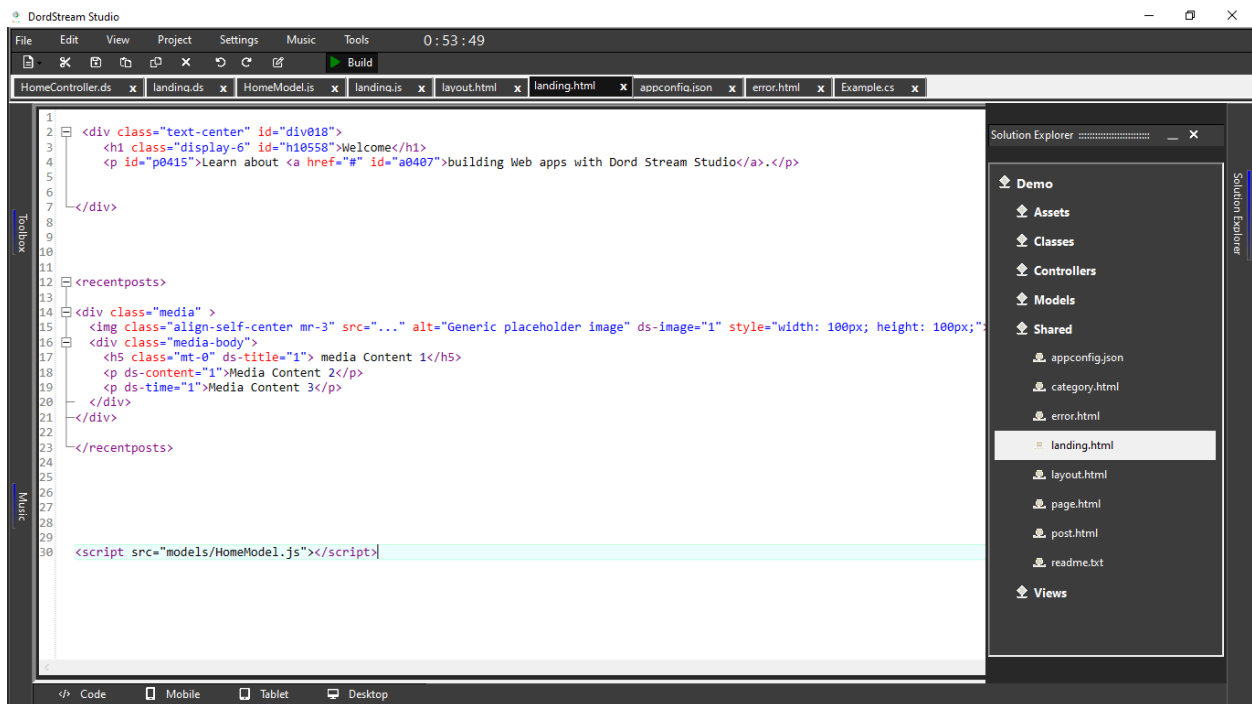 DordStream Studio
File Edit View Project Settings Music Tools 0:53:49
Build
HomeController.ds x landing.ds x HomeModel.js x landing.js x layout.html x landing.html x appconfig.json x error.html x Example.cs x
1
2 <div class="text-center" id="div018">
3 <h1 class="display-6" id="h10558">Welcome</h1>
4 <p id="p0415">Learn about <a href="#" id="a0407">building Web apps with Dord Stream Studio</a>.</p>
5
6
7 </div>
8
9
10
11
12 <recentposts>
13
14 <div class="media" >
15 <img class="align-self-center mr-3" src="..." alt="Generic placeholder image" ds-image="1" style="width: 100px; height: 100px;">
16 <div class="media-body">
17 <h5 class="mt-0" ds-title="1"> media Content 1</h5>
18 <p ds-content="1">Media Content 2</p>
19 <p ds-time="1">Media Content 3</p>
20 </div>
21 </div>
22
23 </recentposts>
24
25
26
27
28
29
30 <script src="models/HomeModel.js"></script>
Toolbox
Music
Solution Explorer
Demo
Assets
Classes
Controllers
Models
Shared
appconfig.json
category.html
error.html
landing.html
layout.html
page.html
post.html
readme.txt
Views
Solution Explorer
</> Code Mobile Tablet Desktop